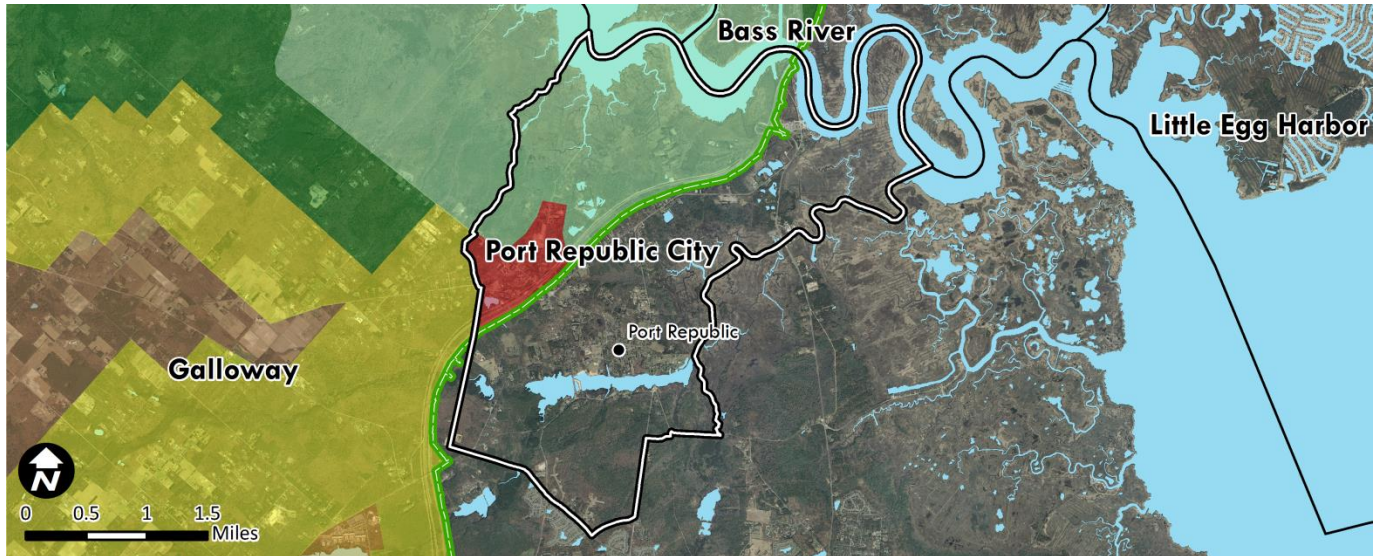 Bass River
Little Egg Harbor
Port Republic City
Port Republic
Galloway
N
0 0.5 1 1.5
Miles